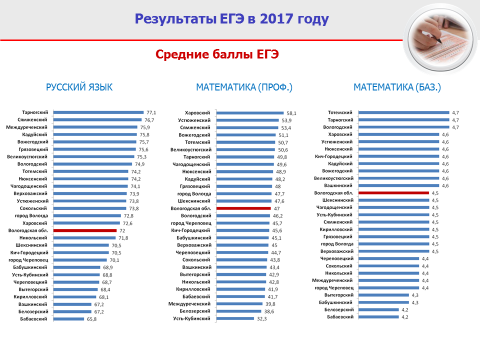 Результаты ЕГЭ в 2017 году
Средние баллы ЕГЭ
РУССКИЙ ЯЗЫК
Тарногский 77,1
Сямженский 76,7
Междуреченский 75,9
Кадуйский 75,8
Вожегодский 75,7
Грязовецкий 75,6
Великоустюгский 75,3
Вологодский 74,9
Тотемский 74,2
Нюксенский 74,2
Чагодощенский 74,1
Верховажский 73,9
Устюженский 73,8
Сокольский 73,8
город Вологда 72,8
Харовский 72,6
Вологодская обл. 72
Никольский 71,8
Шекснинский 70,5
Кич-Городецкий 70,5
город Череповец 70,1
Бабушкинский 68,9
Усть-Кубинский 68,8
Череповецкий 68,7
Вытегорский 68,4
Кирилловский 68,1
Вашкинский 67,2
Белозерский 67,2
Бабаевский 65,8
МАТЕМАТИКА (ПРОФ.)
Харовский 58,1
Устюженский 53,9
Сямженский 53,4
Вожегодский 51,1
Тотемский 50,7
Великоустюгский 50,6
Тарногский 49,8
Чагодощенский 49,6
Нюксенский 48,9
Кадуйский 48,2
Грязовецкий 48
город Вологда 47,7
Шекснинский 47,6
Вологодская обл. 47
Вологодский 46,2
город Череповец 45,7
Кич-Городецкий 45,6
Бабушкинский 45,1
Верховажский 45
Череповецкий 44,7
Сокольский 43,8
Вашкинский 43,4
Вытегорский 42,9
Никольский 42,8
Кирилловский 41,9
Бабаевский 41,7
Междуреченский 39,8
Белозерский 38,6
Усть-Кубинский 32,5
МАТЕМАТИКА (БАЗ.)
Тотемский 4,7
Тарногский 4,7
Вологодский 4,7
Харовский 4,6
Устюженский 4,6
Нюксенский 4,6
Кич-Городецкий 4,6
Кадуйский 4,6
Вожегодский 4,6
Великоустюгский 4,6
Вашкинский 4,6
Вологодская обл. 4,5
Шекснинский 4,5
Чагодощенский 4,5
Усть-Кубинский 4,5
Сямженский 4,5
Кирилловский 4,5
Грязовецкий 4,5
город Вологда 4,5
Верховажский 4,5
Череповецкий 4,4
Сокольский 4,4
Никольский 4,4
Междуреченский 4,4
город Череповец 4,4
Вытегорский 4,3
Бабушкинский 4,3
Белозерский 4,2
Бабаевский 4,2